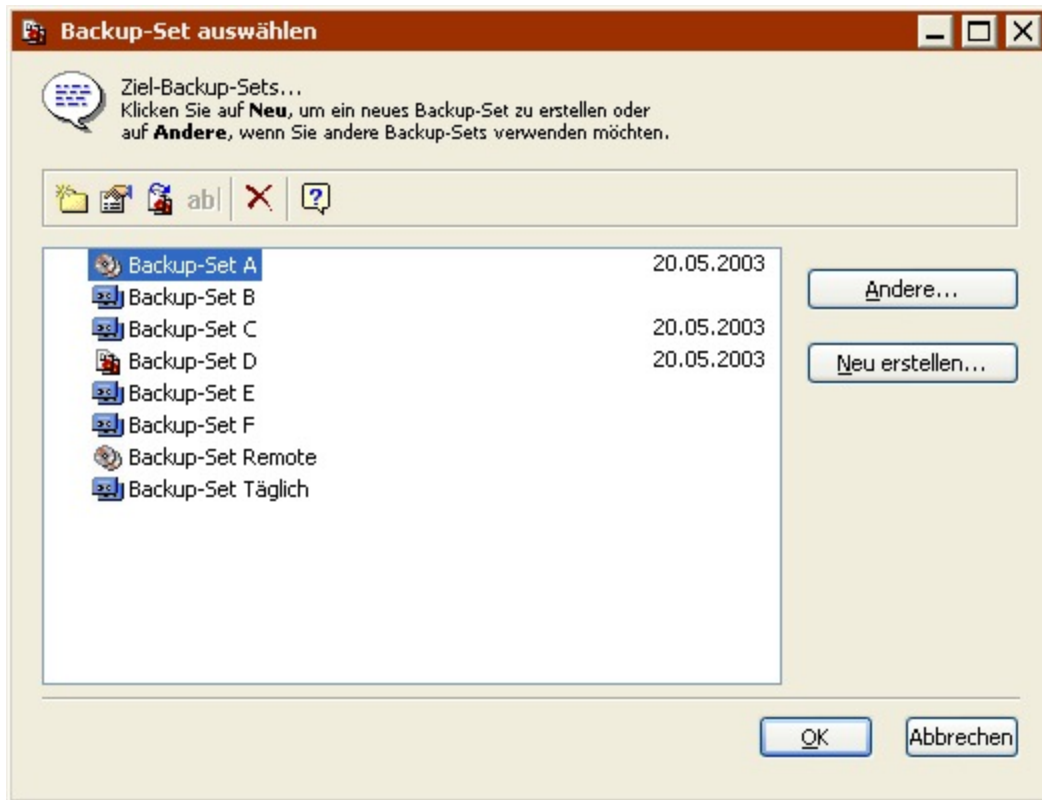 Backup-Set auswählen
Ziel-Backup-Sets...
Klicken Sie auf Neu, um ein neues Backup-Set zu erstellen oder
auf Andere, wenn Sie andere Backup-Sets verwenden möchten.
ab|
Backup-Set A 20.05.2003
Backup-Set B
Backup-Set C 20.05.2003
Backup-Set D 20.05.2003
Backup-Set E
Backup-Set F
Backup-Set Remote
Backup-Set Täglich
Andere...
Neu erstellen...
OK
Abbrechen